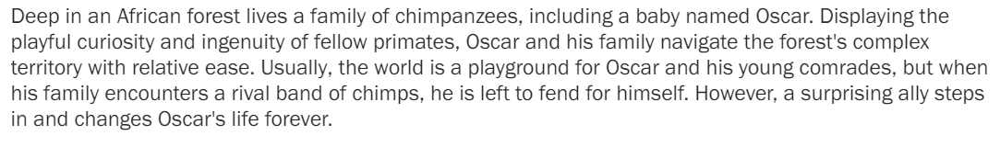 Deep in an African forest lives a family of chimpanzees, including a baby named Oscar. Displaying the
playful curiosity and ingenuity of fellow primates, Oscar and his family navigate the forest's complex
territory with relative ease. Usually, the world is a playground for Oscar and his young comrades, but when
his family encounters a rival band of chimps, he is left to fend for himself. However, a surprising ally steps
in and changes Oscar's life forever.